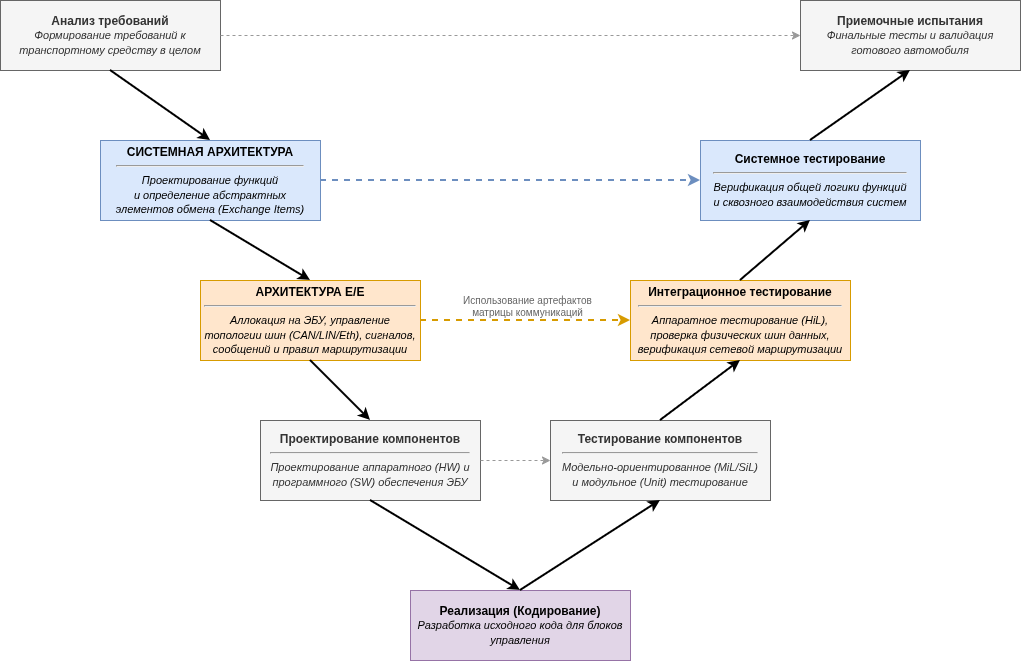 Анализ требований
Формирование требований к
транспортному средству в целом
Приемочные испытания
Финальные тесты и валидация
готового автомобиля
СИСТЕМНАЯ АРХИТЕКТУРА
Проектирование функций
и определение абстрактных
элементов обмена (Exchange Items)
Системное тестирование
Верификация общей логики функций
и сквозного взаимодействия систем
АРХИТЕКТУРА E/E
Аллокация на ЭБУ, управление
топологии шин (CAN/LIN/Eth), сигналов,
сообщений и правил маршрутизации
Использование артефактов
матрицы коммуникаций
Интеграционное тестирование
Аппаратное тестирование (HiL),
проверка физических шин данных,
верификация сетевой маршрутизации
Проектирование компонентов
Проектирование аппаратного (HW) и
программного (SW) обеспечения ЭБУ
Тестирование компонентов
Модельно-ориентированное (MiL/SiL)
и модульное (Unit) тестирование
Реализация (Кодирование)
Разработка исходного кода для блоков
управления